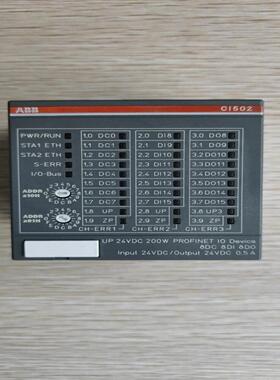 ABB CI502
PWR/RUN 1.0 DC0 2.0 DI8 3.0 DO8
STA1 ETH 1.1 DC1 2.1 DI9 3.1 DO9
STA2 ETH 1.2 DC2 2.2 DI10 3.2 DO10
S-ERR 1.3 DC3 2.3 DI11 3.3 DO11
I/O-Bus 1.4 DC4 2.4 DI12 3.4 DO12
1.5 DC5 2.5 DI13 3.5 DO13
ADDR x10H 1.6 DC6 2.6 DI14 3.6 DO14
1.7 DC7 2.7 DI15 3.7 DO15
ADDR x01H 1.8 UP 2.8 UP 3.8 UP3
1.9 ZP 2.9 ZP 3.9 ZP
CH-ERR1 CH-ERR2 CH-ERR3
UP 24VDC 200W PROFINET IO Device
8DC 8DI 8DO
Input 24VDC/Output 24VDC 0.5A